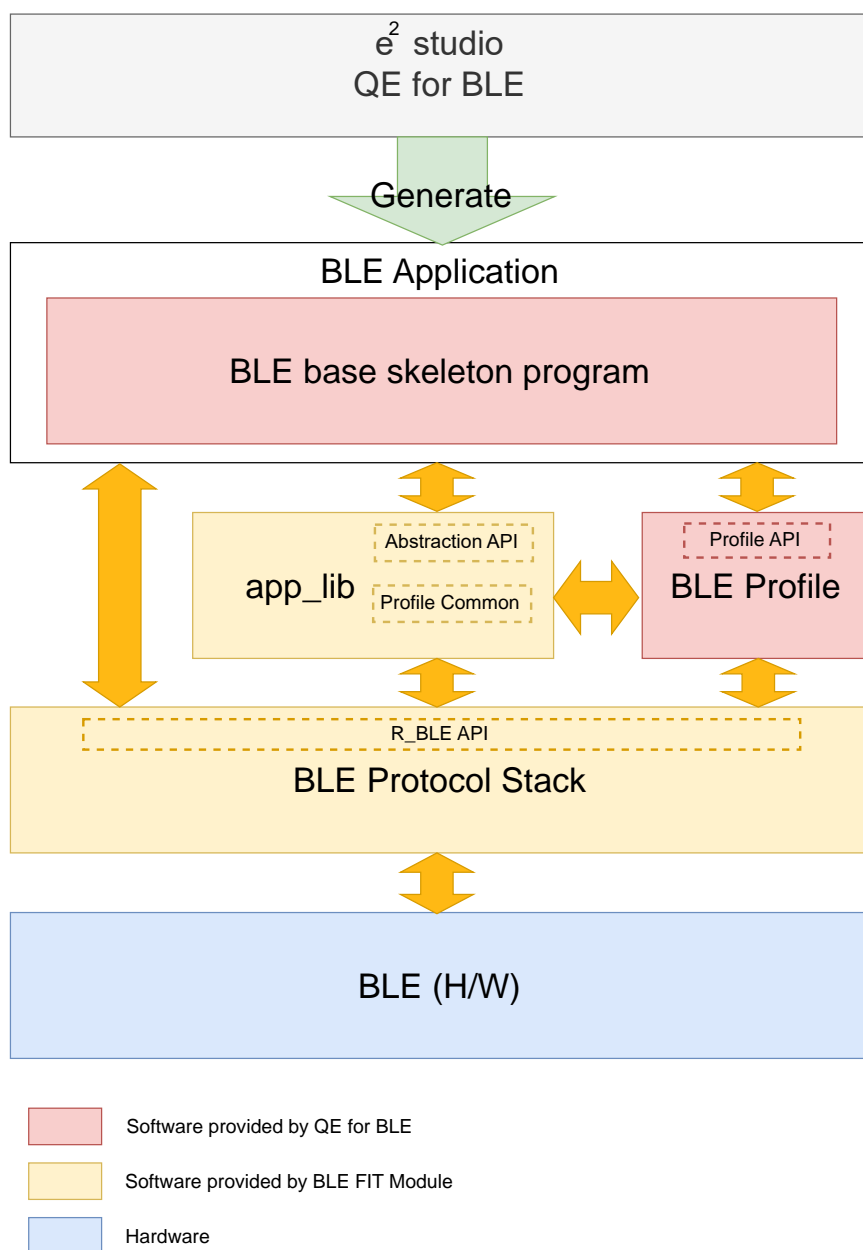 e² studio
QE for BLE
Generate
BLE Application
BLE base skeleton program
Abstraction API
app_lib
Profile Common
Profile API
BLE Profile
R_BLE API
BLE Protocol Stack
BLE (H/W)
Software provided by QE for BLE
Software provided by BLE FIT Module
Hardware